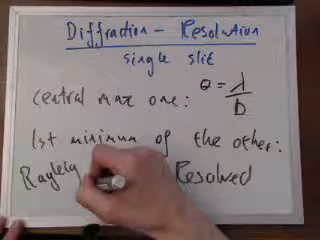 Diffraction – Resolution
single slit
central max one: θ = λ/b
1st minimum of the other:
Rayleig Resolved